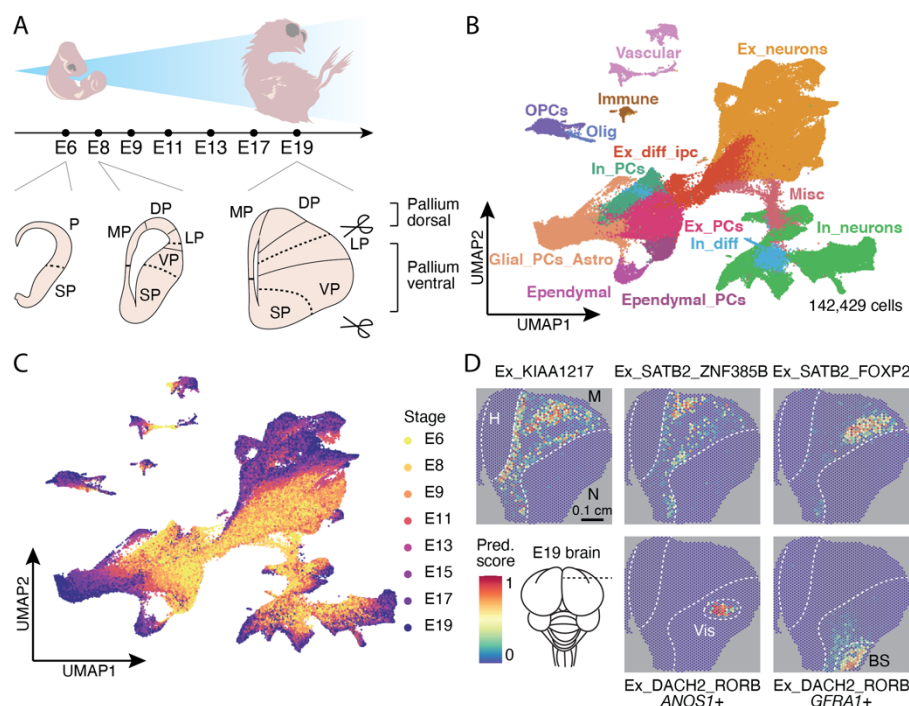 A
E6
E8
E9
E11
E13
E17
E19
P
SP
DP
MP
LP
VP
SP
DP
MP
LP
VP
SP
Pallium
dorsal
Pallium
ventral
B
Vascular
Ex_neurons
Immune
OPCs
Olig
Ex_diff_ipc
In_PCs
Misc
Ex_PCs
In_neurons
In_diff
Glial_PCs_Astro
Ependymal
Ependymal_PCs
UMAP2
UMAP1
142,429 cells
C
Stage
E6
E8
E9
E11
E13
E15
E17
E19
UMAP2
UMAP1
D
Ex_KIAA1217
Ex_SATB2_ZNF385B
Ex_SATB2_FOXP2
H
M
N
0.1 cm
Pred.
score
1
0
E19 brain
Vis
BS
Ex_DACH2_RORB
ANOS1+
Ex_DACH2_RORB
GFRA1+